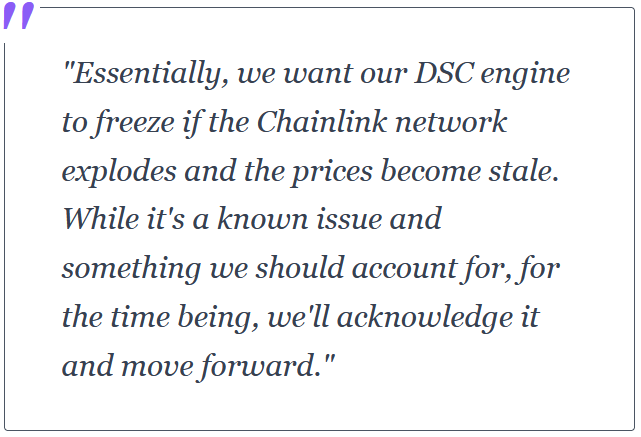 "Essentially, we want our DSC engine
to freeze if the Chainlink network
explodes and the prices become stale.
While it's a known issue and
something we should account for, for
the time being, we'll acknowledge it
and move forward."